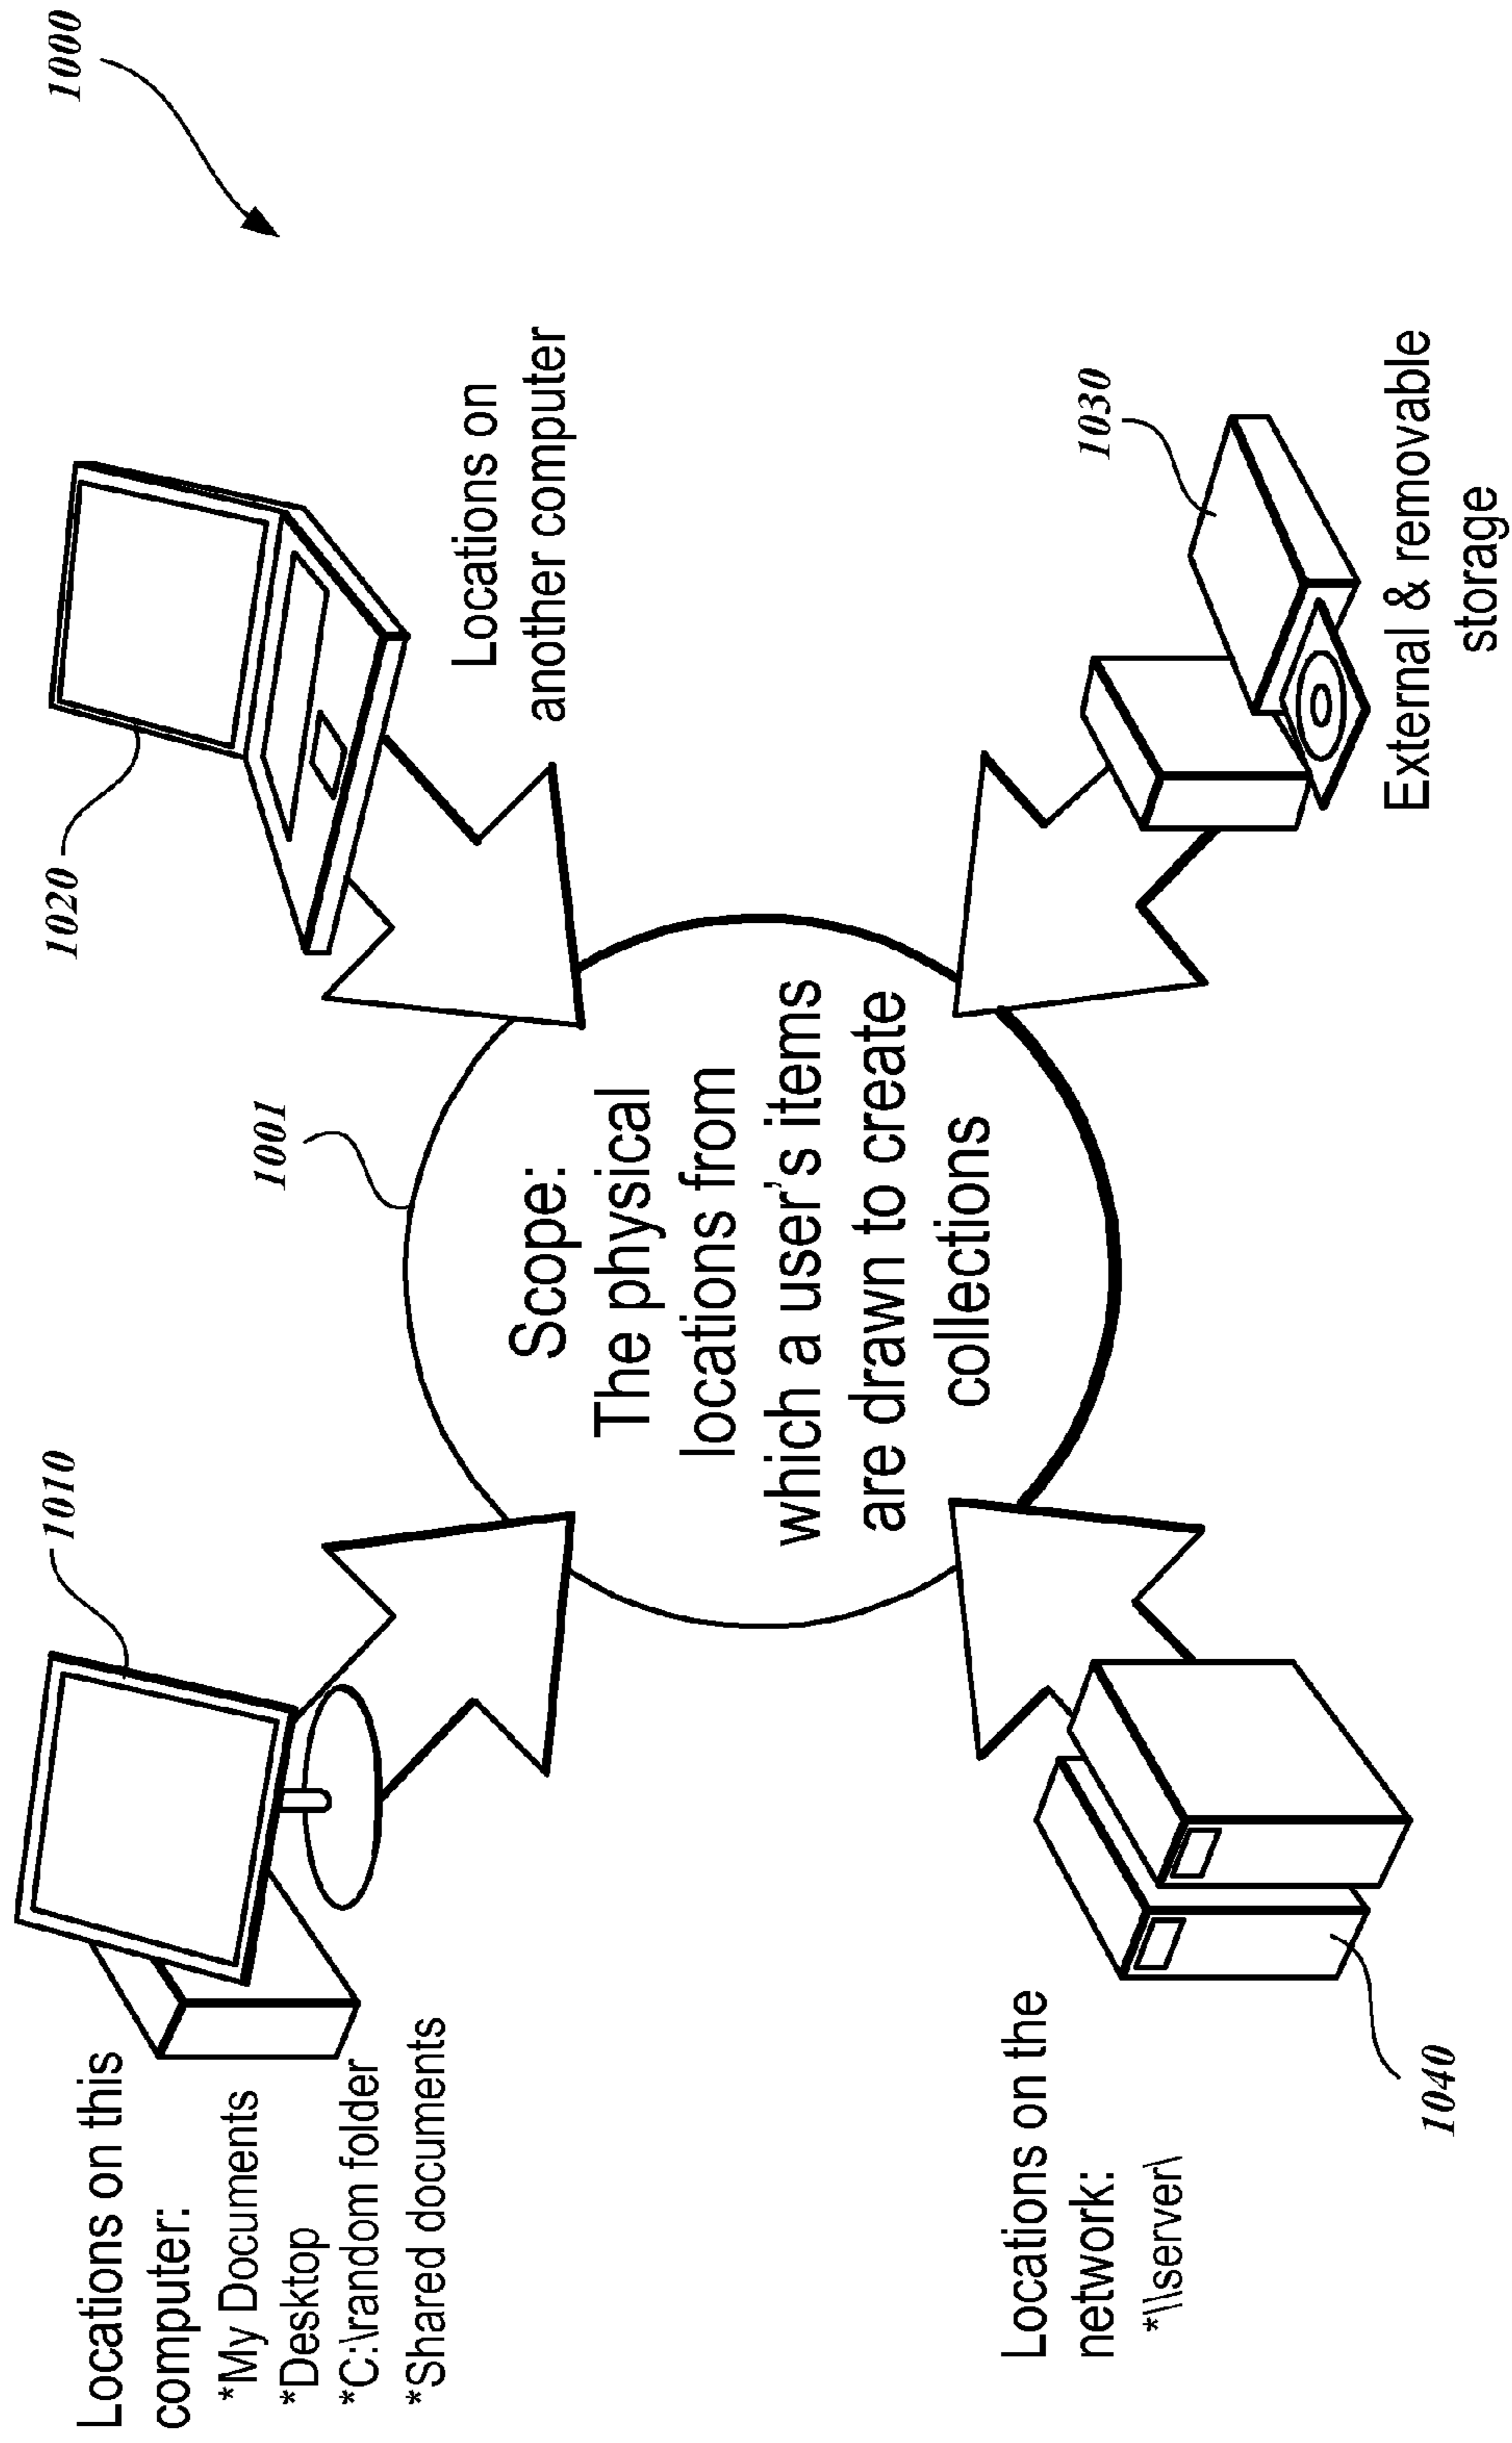 1000
1010
1020
Locations on this
computer:
*My Documents
*Desktop
*C:\random folder
*Shared documents
Locations on
another computer
1001
Scope:
The physical
locations from
which a user's items
are drawn to create
collections
1030
Locations on the
network:
*\\\server\
1040
External & removable
storage